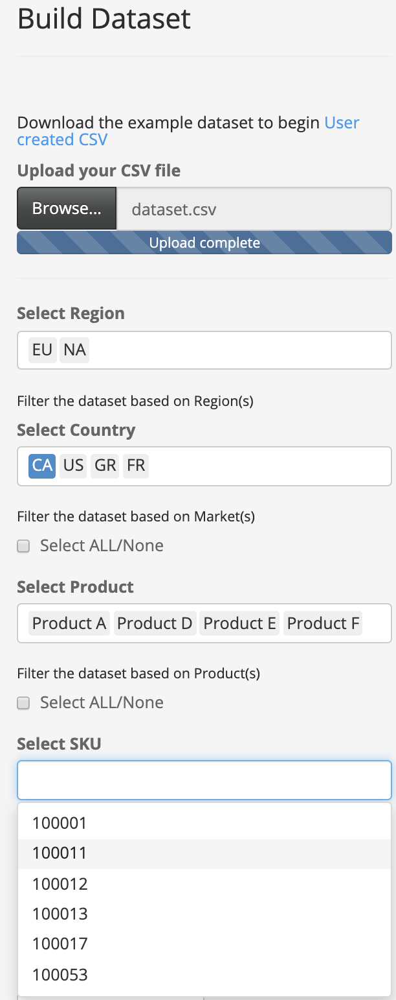 Build Dataset
Download the example dataset to begin User
created CSV
Upload your CSV file
Browse... dataset.csv
Upload complete
Select Region
EU NA
Filter the dataset based on Region(s)
Select Country
CA US GR FR
Filter the dataset based on Market(s)
Select ALL/None
Select Product
Product A Product D Product E Product F
Filter the dataset based on Product(s)
Select ALL/None
Select SKU
100001
100011
100012
100013
100017
100053